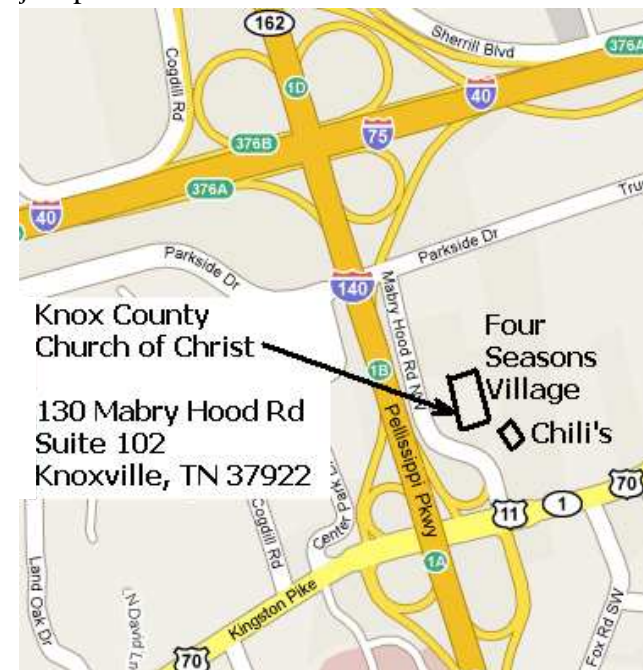 162
Sherrill Blvd
376A
Cogdill Rd
1D
40
376B
75
376A
40
Parkside Dr
Parkside Dr
140
Mabry Hood Rd NW
Knox County
Church of Christ
130 Mabry Hood Rd
Suite 102
Knoxville, TN 37922
Four
Seasons
Village
Chili's
1B
Pellissippi Pkwy
70
1
11
Center Park Dr
Cogdill Rd
1A
Land Oak Dr
N David Ln
Kingston Pike
Fox Rd SW
70